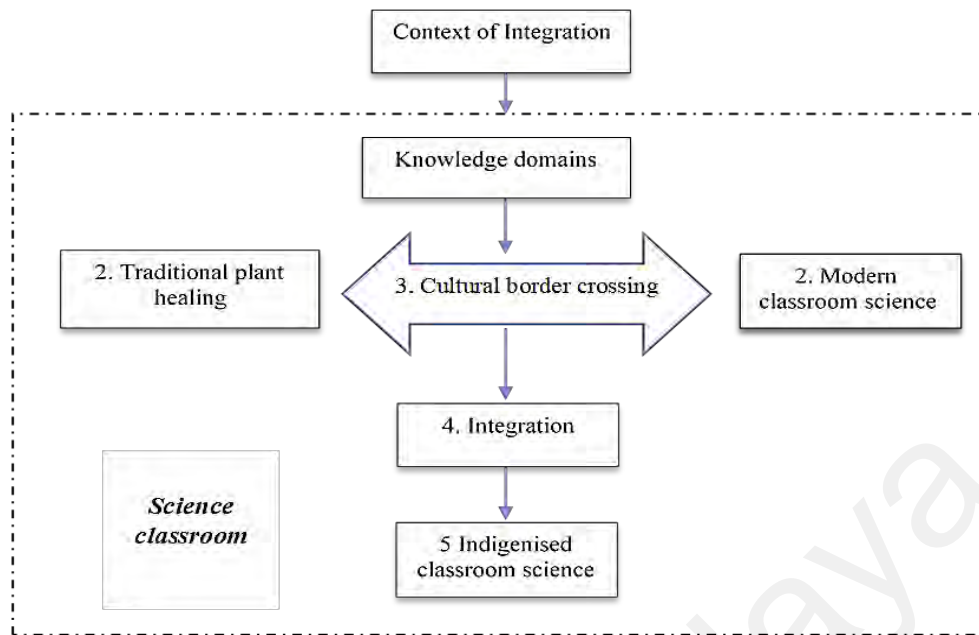 Context of Integration
Knowledge domains
2. Traditional plant
healing
3. Cultural border crossing
2. Modern
classroom science
4. Integration
Science
classroom
5 Indigenised
classroom science